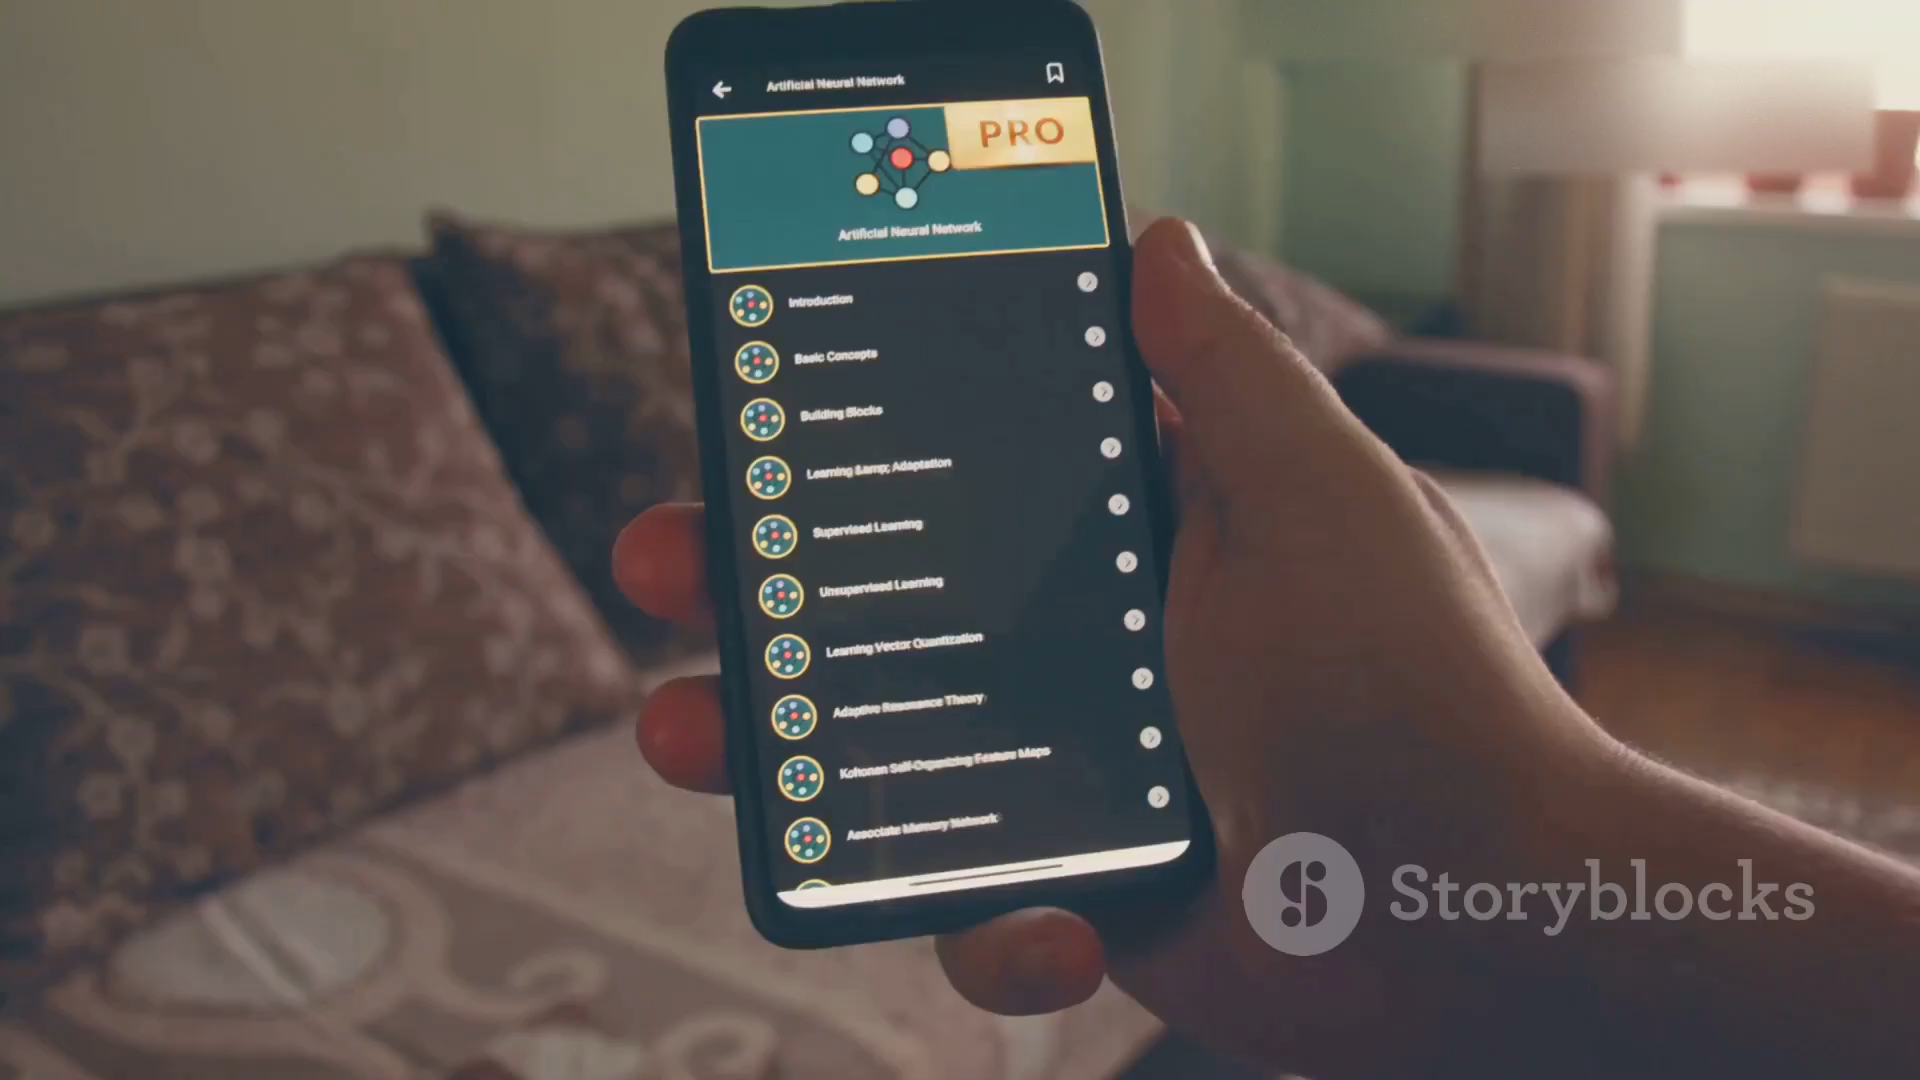 Artificial Neural Network
PRO
Artificial Neural Network
Introduction
Basic Concepts
Building Blocks
Learning &amp; Adaptation
Supervised Learning
Unsupervised Learning
Learning Vector Quantization
Adaptive Resonance Theory
Kohonen Self-Organizing Feature Maps
Associate Memory Network
Storyblocks